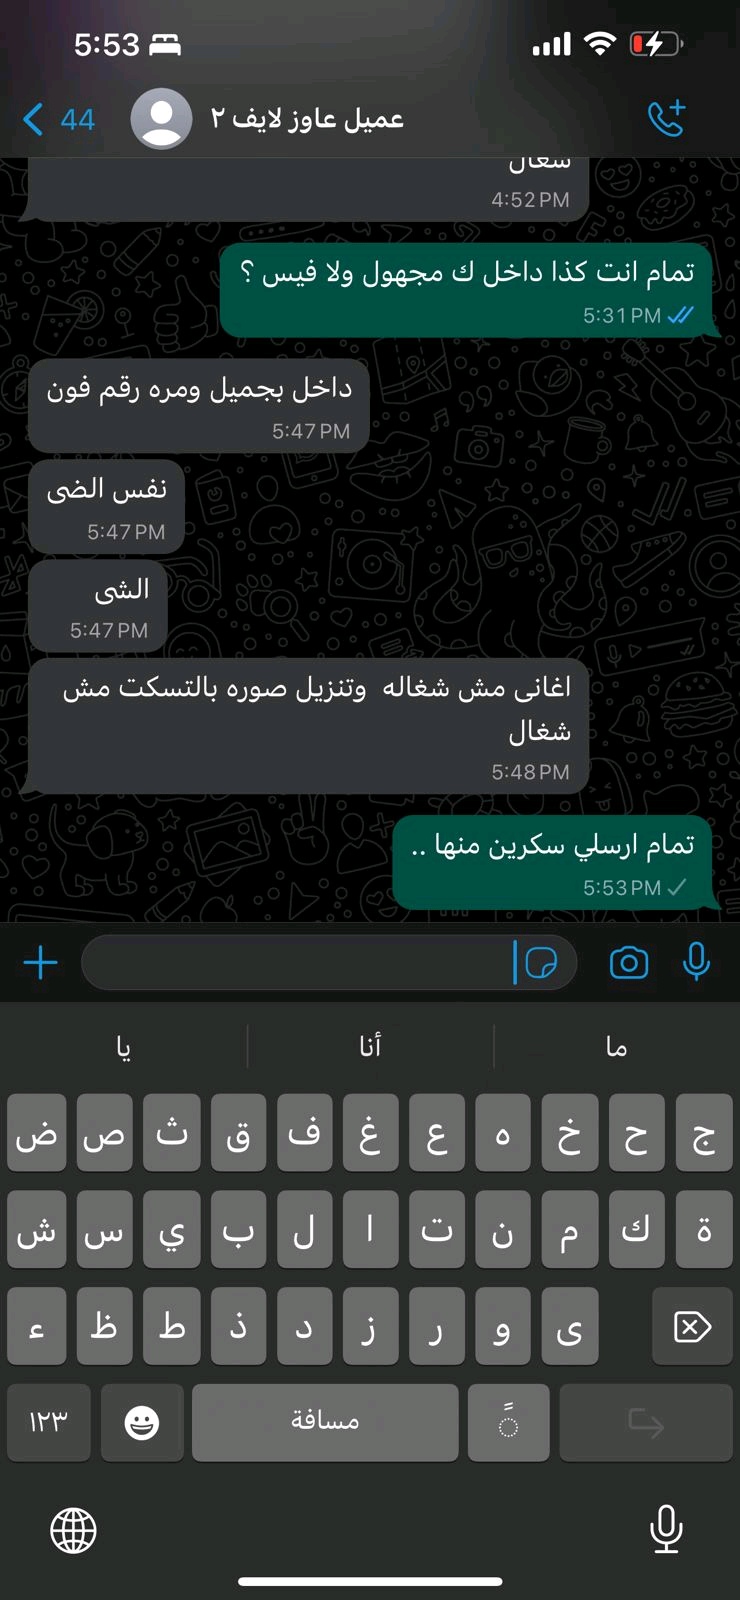 5:53
44
عميل عاوز لايف ٢
شغال
4:52 PM
تمام انت كذا داخل ك مجهول ولا فيس ؟
5:31 PM
داخل بجميل ومره رقم فون
5:47 PM
نفس الضى
5:47 PM
الشى
5:47 PM
اغانى مش شغاله وتنزيل صوره بالتسكت مش
شغال
5:48 PM
تمام ارسلي سكرين منها ..
5:53 PM
يا أنا ما
ض ص ث ق ف غ ع ه خ ح ج
ش س ي ب ل ا ت ن م ك ة
ء ظ ط ذ د ز ر و ى
١٢٣ مسافة